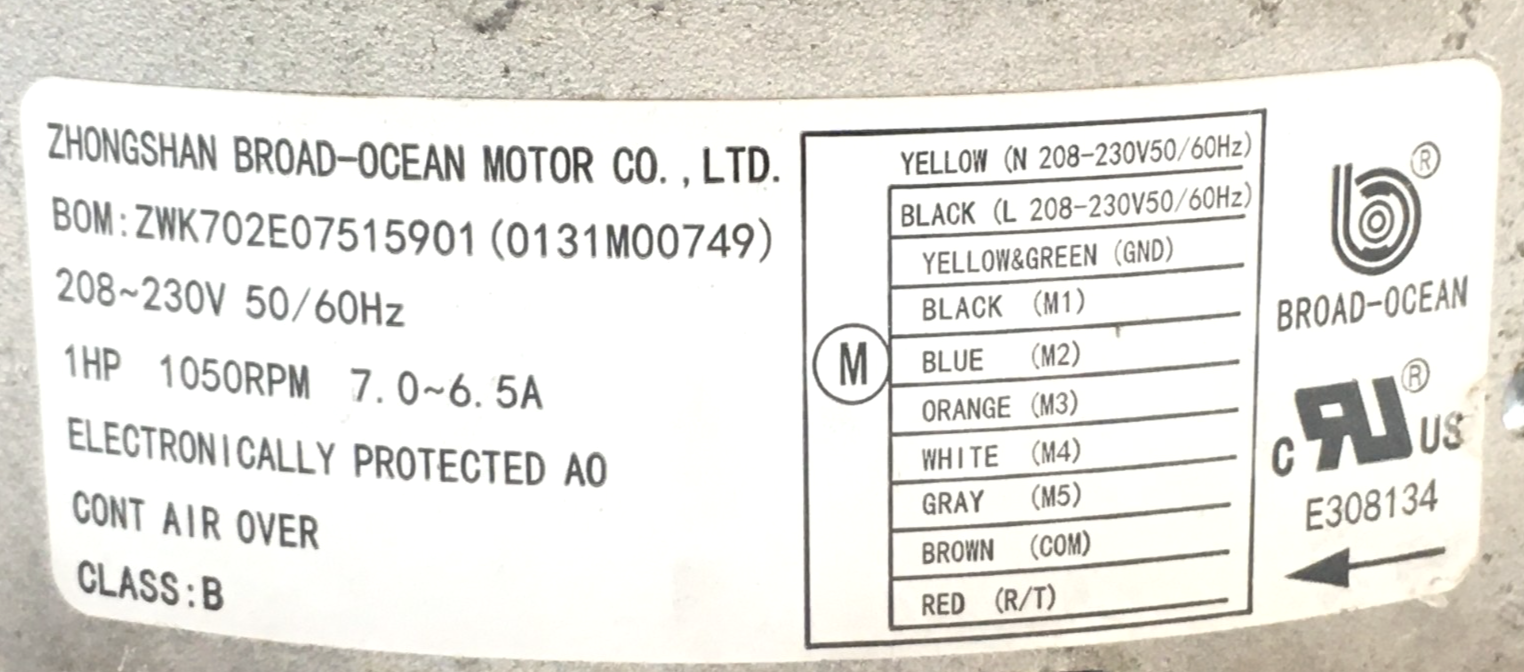 ZHONGSHAN BROAD-OCEAN MOTOR CO., LTD.
BOM:ZWK702E07515901(0131M00749)
208~230V 50/60Hz
1HP 1050RPM 7.0~6.5A
ELECTRONICALLY PROTECTED AO
CONT AIR OVER
CLASS:B
M
YELLOW (N 208-230V50/60Hz)
BLACK (L 208-230V50/60Hz)
YELLOW&GREEN (GND)
BLACK (M1)
BLUE (M2)
ORANGE (M3)
WHITE (M4)
GRAY (M5)
BROWN (COM)
RED (R/T)
b ®
BROAD-OCEAN
C RU ® US
E308134